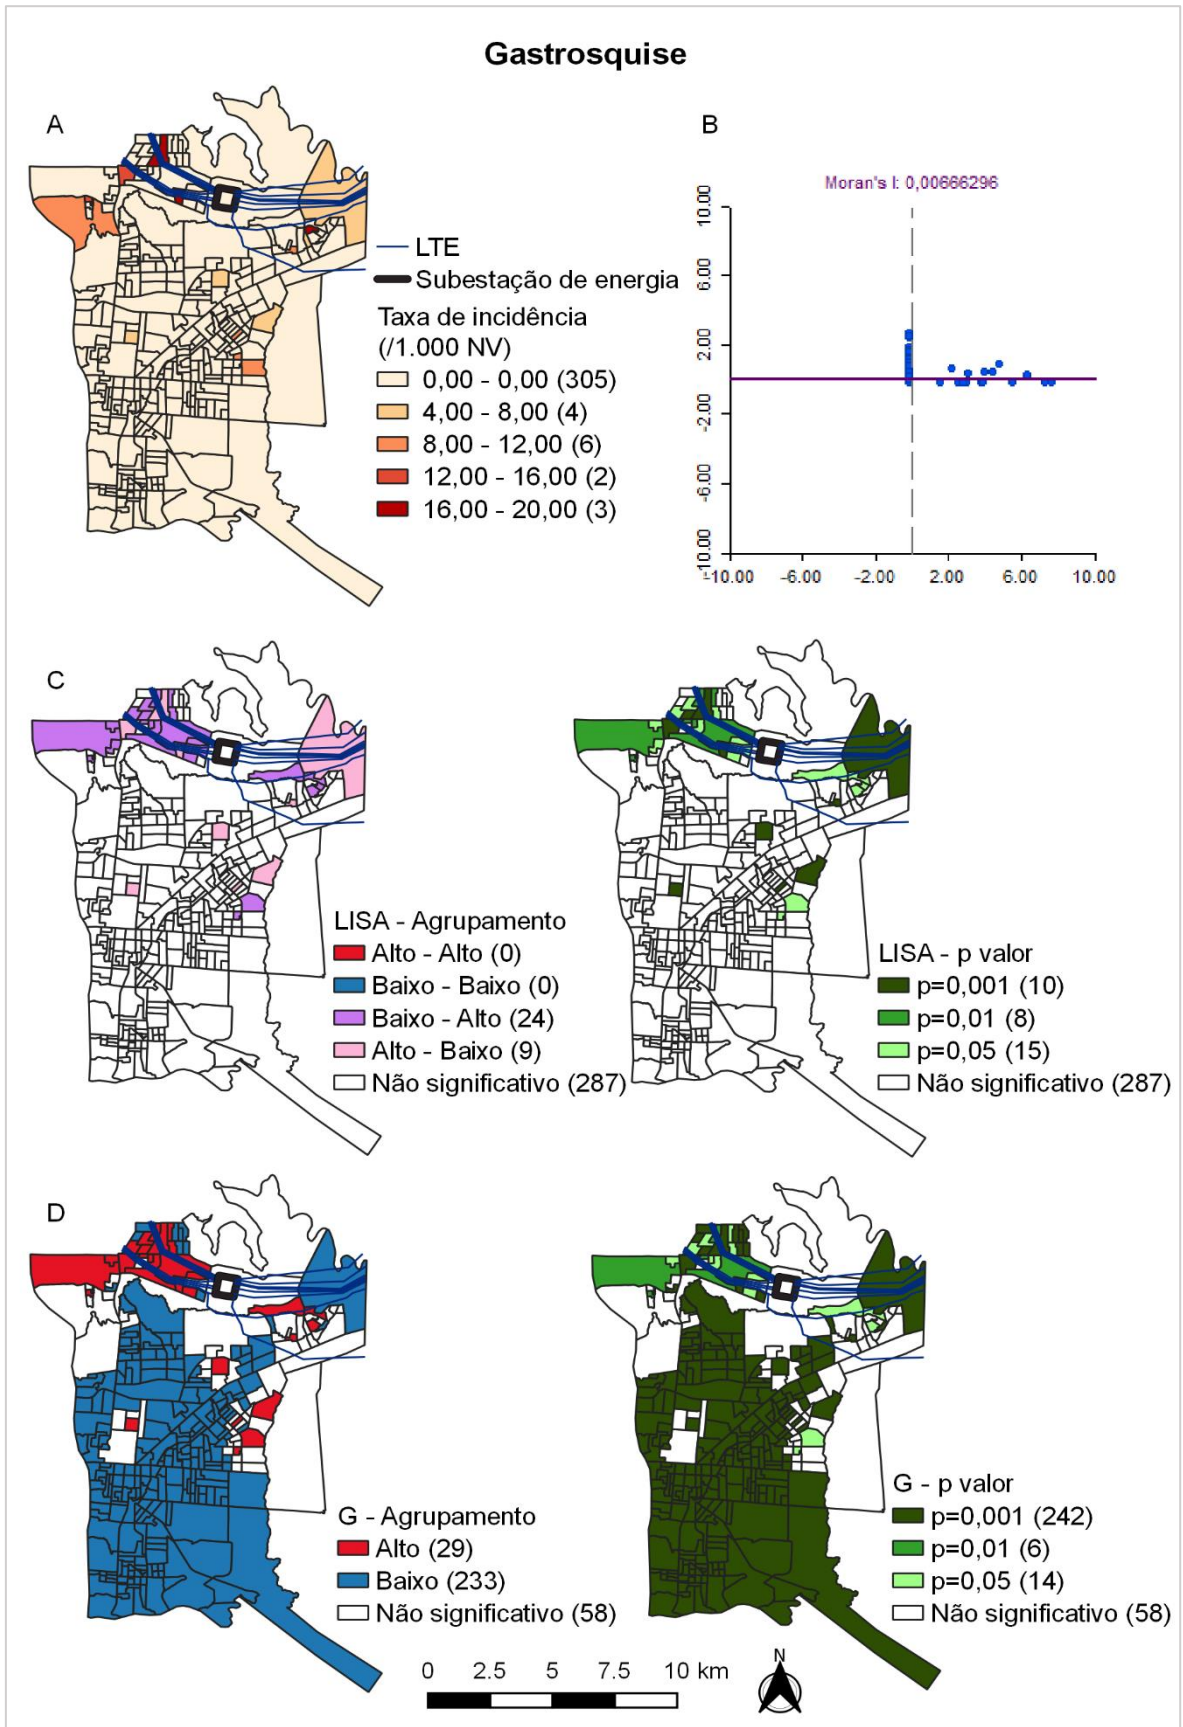 Gastrosquise
A
B
LTE
Subestação de energia
Taxa de incidência
(/1.000 NV)
0,00 - 0,00 (305)
4,00 - 8,00 (4)
8,00 - 12,00 (6)
12,00 - 16,00 (2)
16,00 - 20,00 (3)
Moran's I: 0,00666296
10.00
6.00
2.00
-2.00
-6.00
-10.00
-10.00 -6.00 -2.00 2.00 6.00 10.00
C
LISA - Agrupamento
Alto - Alto (0)
Baixo - Baixo (0)
Baixo - Alto (24)
Alto - Baixo (9)
Não significativo (287)
LISA - p valor
p=0,001 (10)
p=0,01 (8)
p=0,05 (15)
Não significativo (287)
D
G - Agrupamento
Alto (29)
Baixo (233)
Não significativo (58)
G - p valor
p=0,001 (242)
p=0,01 (6)
p=0,05 (14)
Não significativo (58)
0 2.5 5 7.5 10 km
N